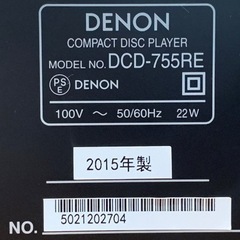 DENON
COMPACT DISC PLAYER
MODEL NO. DCD-755RE
PS
E DENON
100V ~ 50/60Hz 22W
2015年製
NO. 5021202704